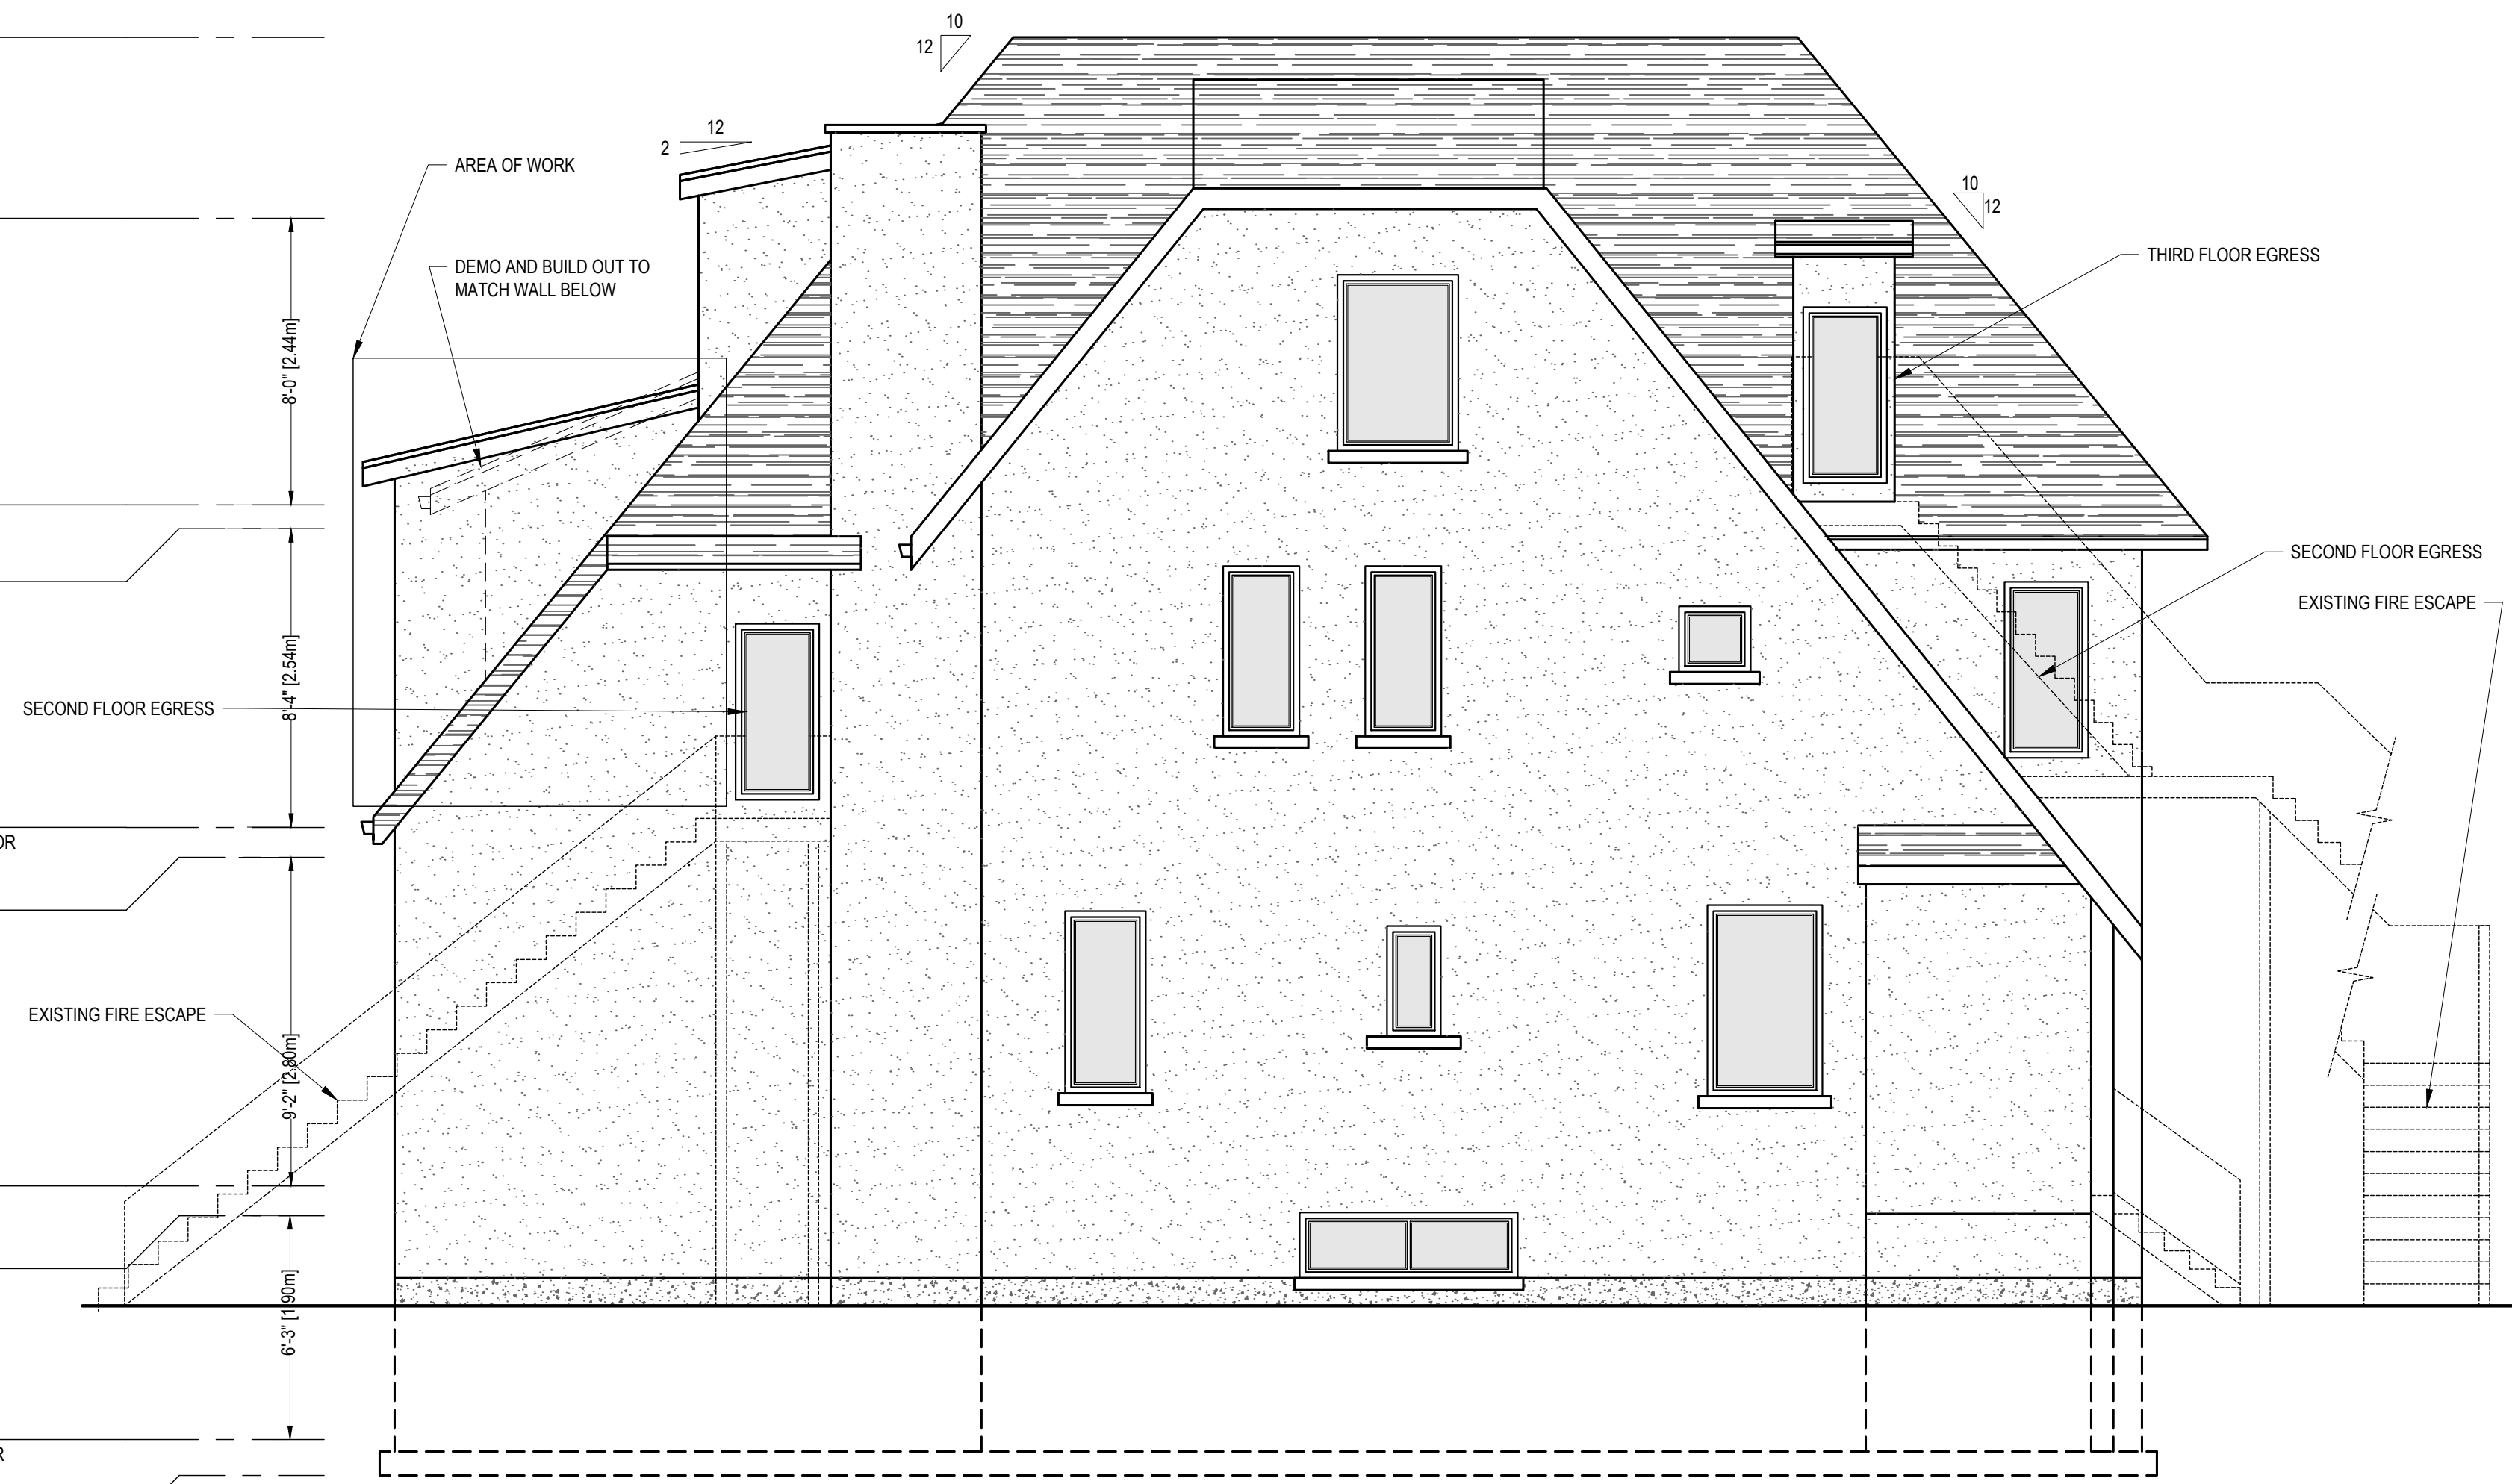 10
12
12
2
AREA OF WORK
10
12
THIRD FLOOR EGRESS
DEMO AND BUILD OUT TO
MATCH WALL BELOW
8'-0" [2.44m]
SECOND FLOOR EGRESS
EXISTING FIRE ESCAPE
8'-4" [2.54m]
SECOND FLOOR EGRESS
OR
EXISTING FIRE ESCAPE
9'-2" [2.80m]
6'-3" [1.90m]
R